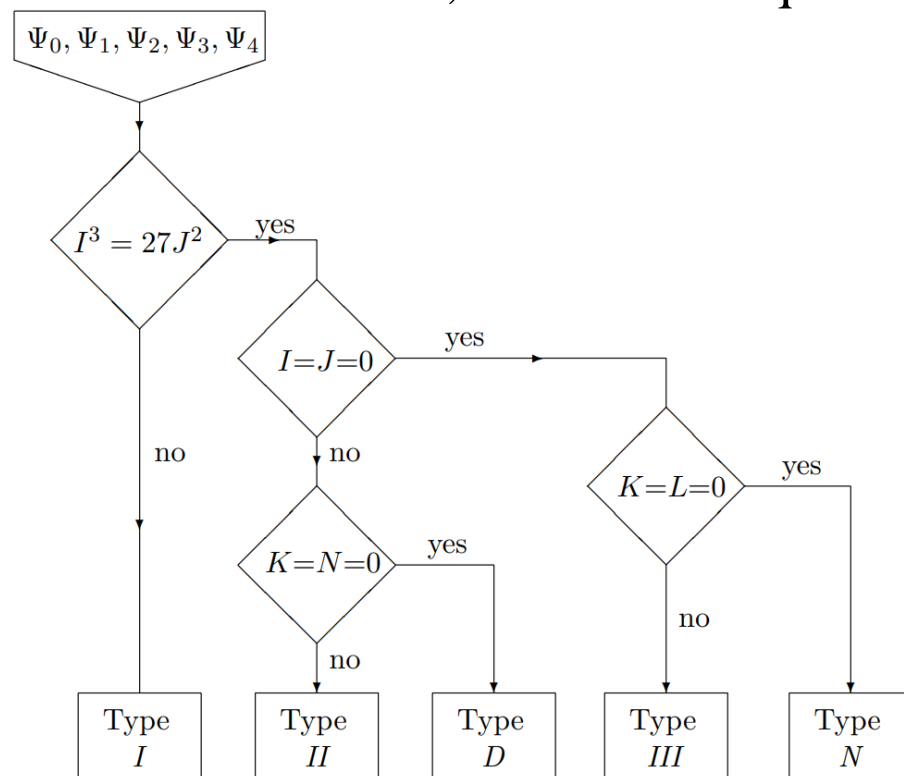 Ψ₀, Ψ₁, Ψ₂, Ψ₃, Ψ₄
I³ = 27J²
yes
I=J=0
yes
no
no
K=L=0
yes
K=N=0
yes
no
no
Type
I
Type
II
Type
D
Type
III
Type
N